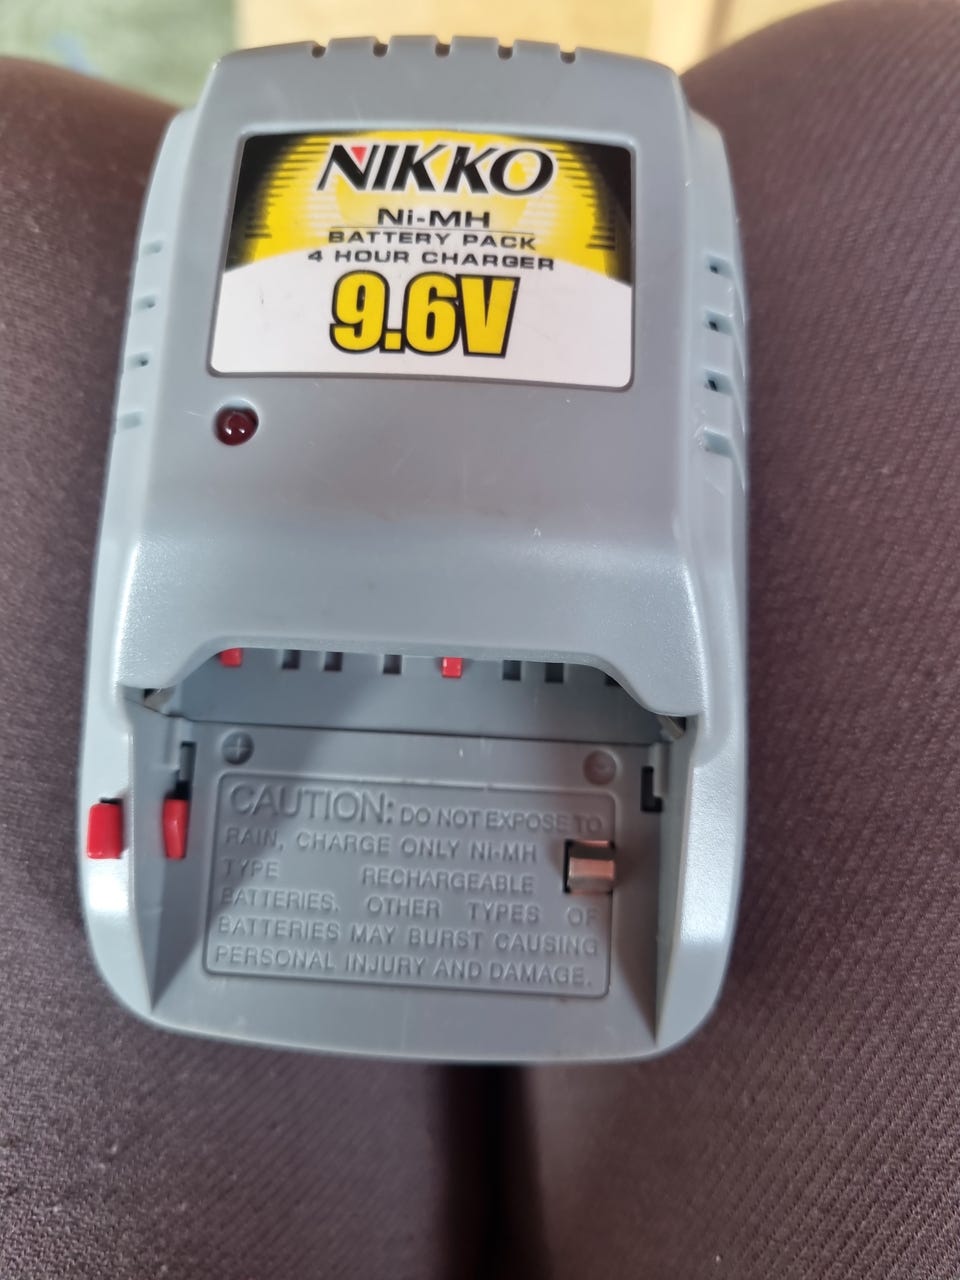 NIKKO
Ni-MH
BATTERY PACK
4 HOUR CHARGER
9.6V
CAUTION: DO NOT EXPOSE TO
RAIN, CHARGE ONLY NI-MH
TYPE RECHARGEABLE
BATTERIES. OTHER TYPES OF
BATTERIES MAY BURST CAUSING
PERSONAL INJURY AND DAMAGE.